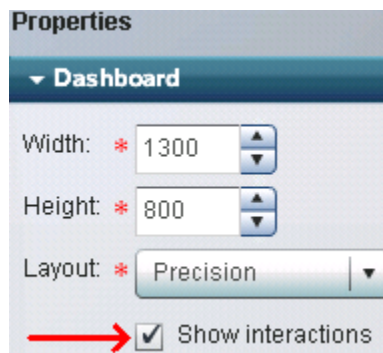 Properties
Dashboard
Width: * 1300
Height: * 800
Layout: * Precision
Show interactions